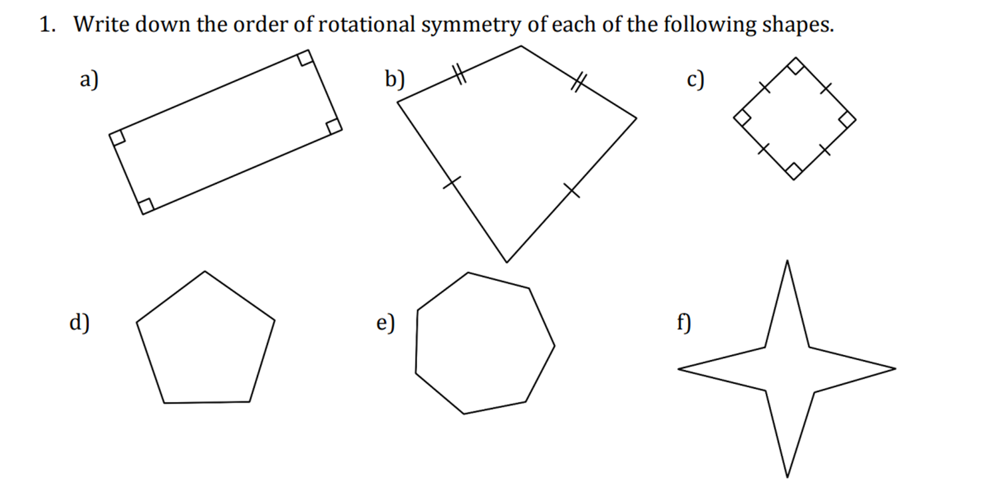 1. Write down the order of rotational symmetry of each of the following shapes.
a) b) c)
d) e) f)